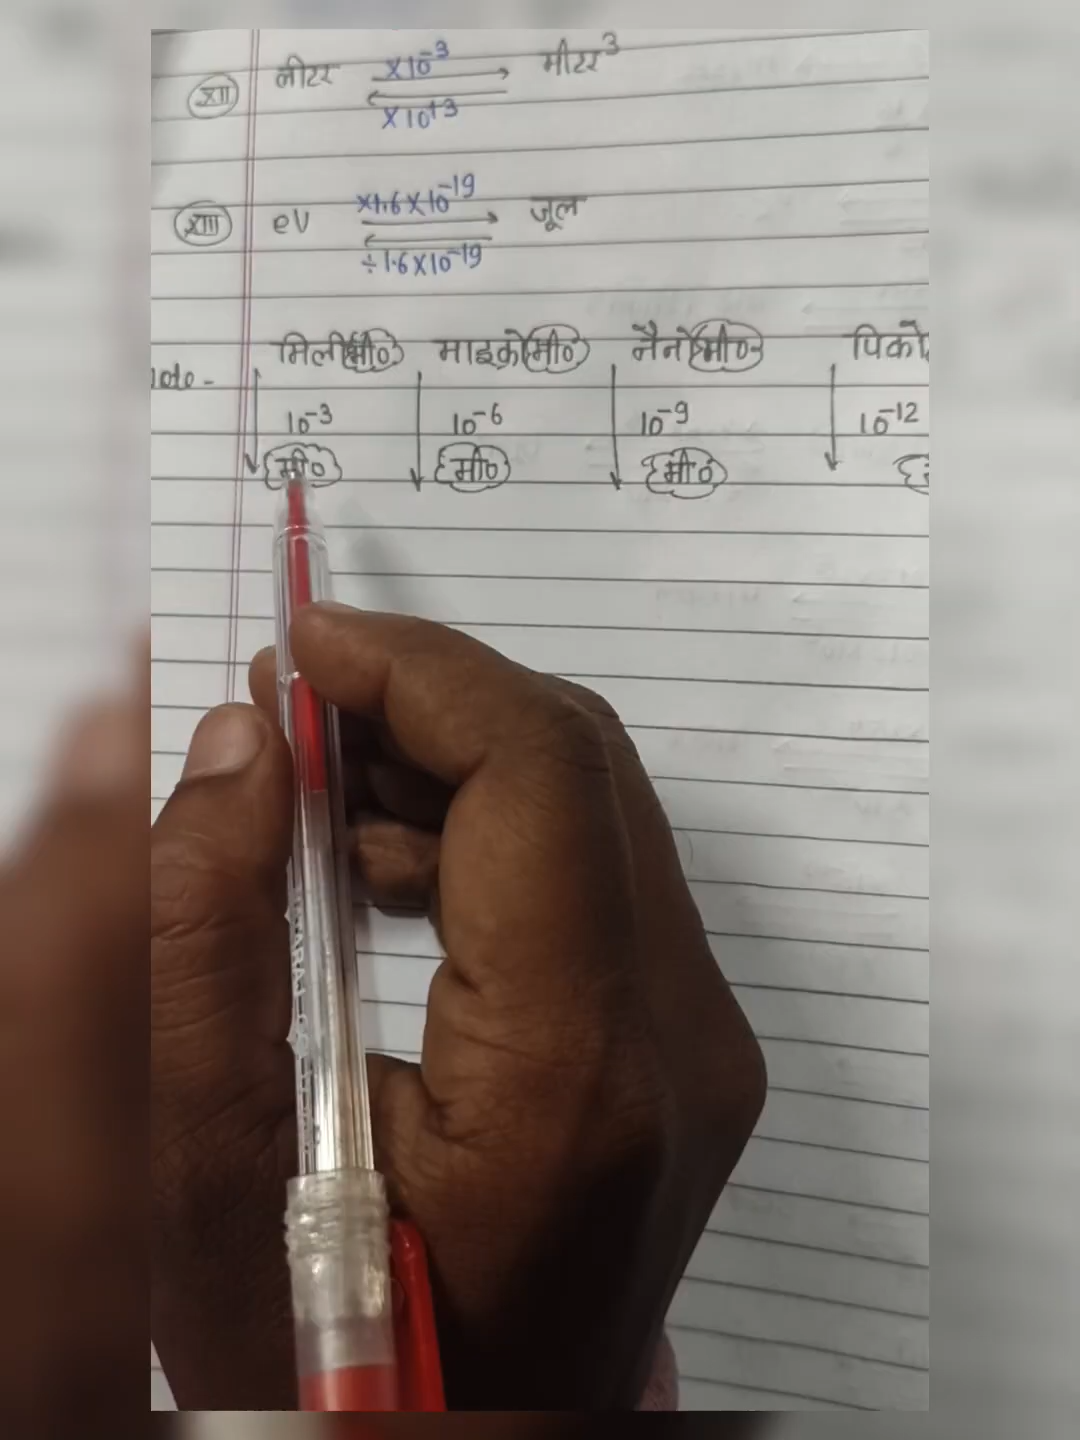 XII लीटर ×10⁻³ मीटर³
×10⁺³
XIII eV ×1.6×10⁻¹⁹ जूल
÷1.6×10⁻¹⁹
मिलीमी० माइक्रोमी० नैनोमी० पिको
note-
10⁻³ 10⁻⁶ 10⁻⁹ 10⁻¹²
मी० मी० मी०